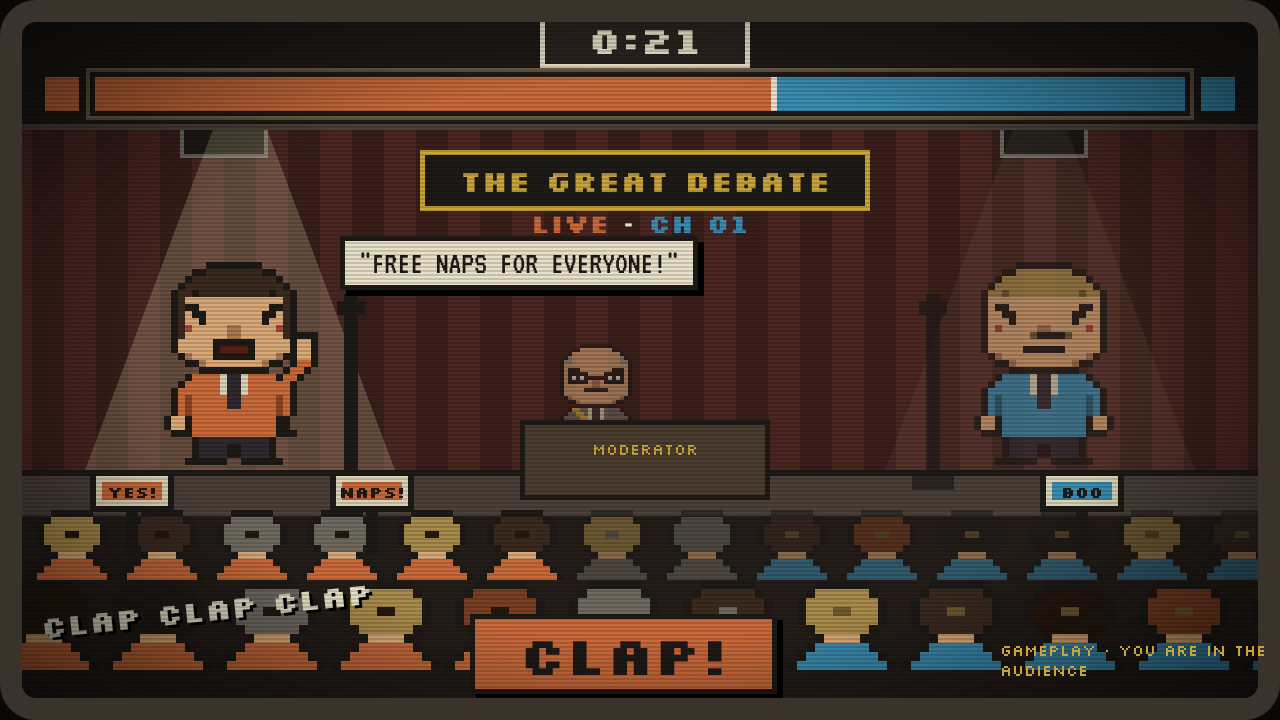 0:21
THE GREAT DEBATE
LIVE - CH 01
"FREE NAPS FOR EVERYONE!"
MODERATOR
YES!
NAPS!
BOO
CLAP CLAP CLAP
CLAP!
GAMEPLAY · YOU ARE IN THE
AUDIENCE